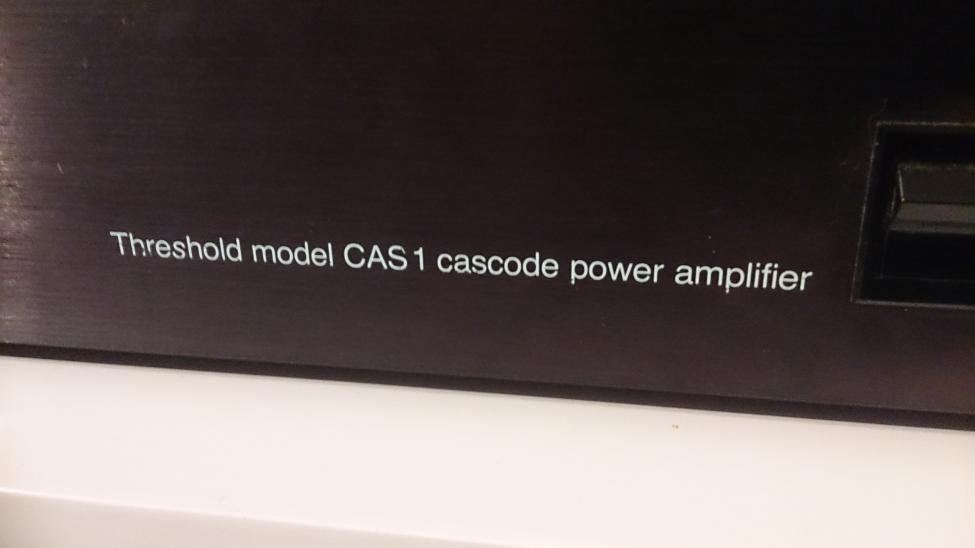 Threshold model CAS 1 cascode power amplifier